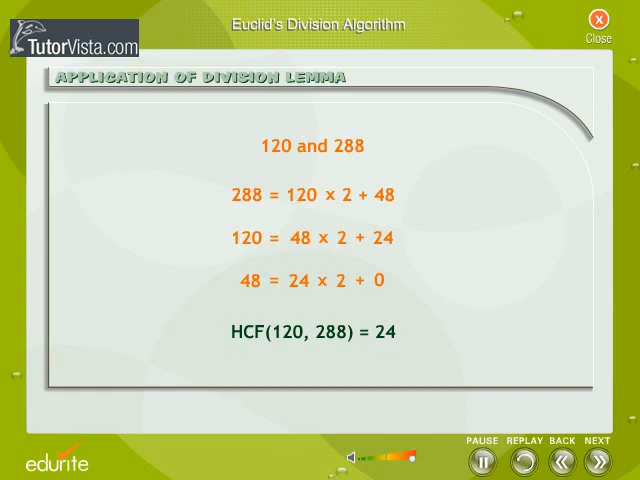 Euclid's Division Algorithm
X
Close
TutorVista.com
APPLICATION OF DIVISION LEMMA
120 and 288
288 = 120 x 2 + 48
120 = 48 x 2 + 24
48 = 24 x 2 + 0
HCF(120, 288) = 24
PAUSE REPLAY BACK NEXT
edurite